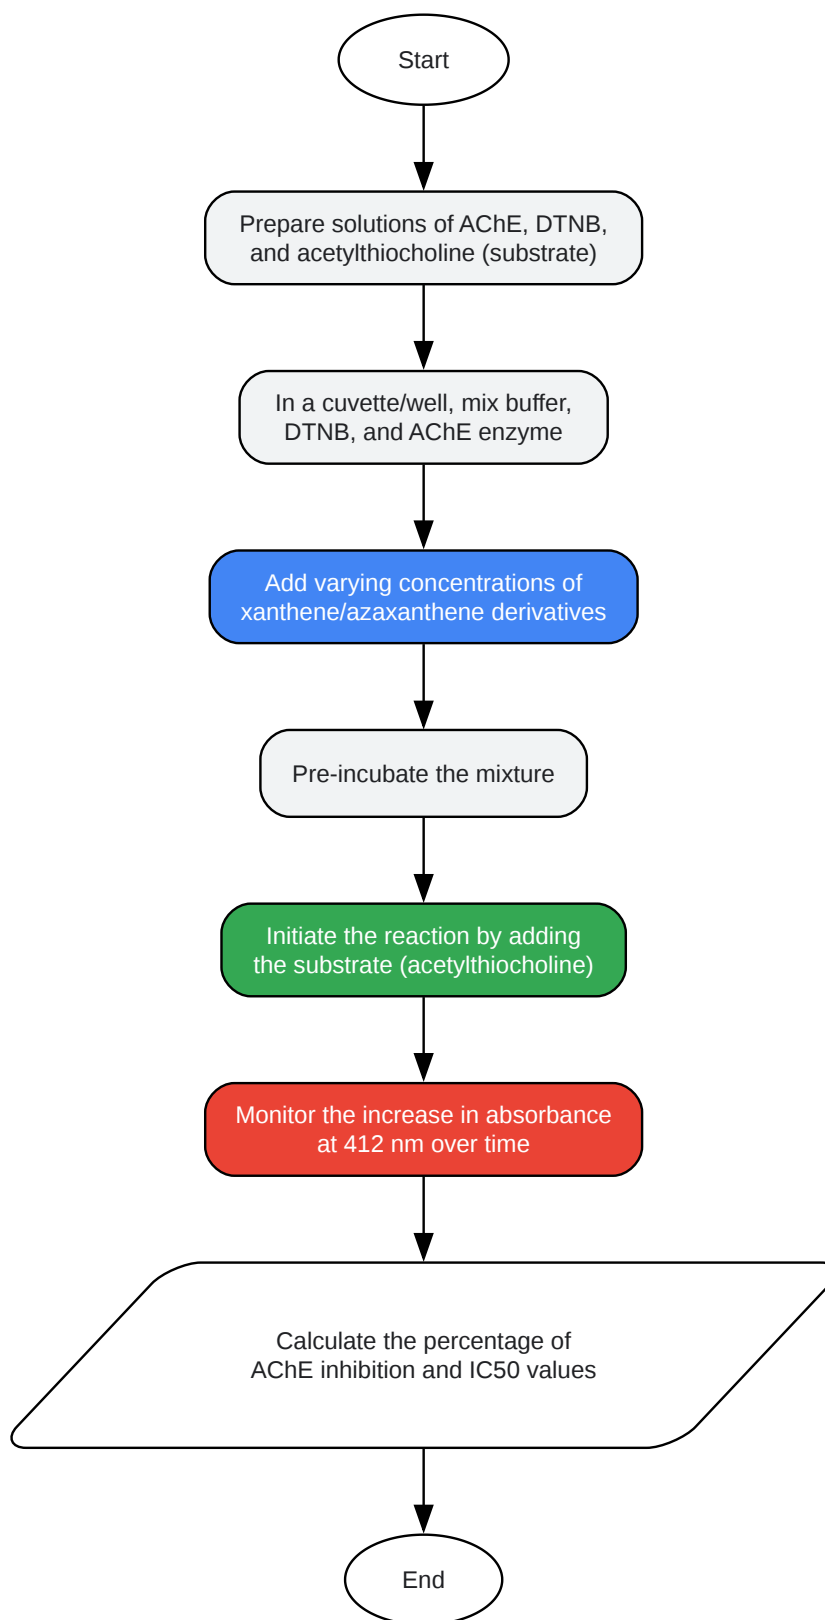 Start
Prepare solutions of AChE, DTNB,
and acetylthiocholine (substrate)
In a cuvette/well, mix buffer,
DTNB, and AChE enzyme
Add varying concentrations of
xanthene/azaxanthene derivatives
Pre-incubate the mixture
Initiate the reaction by adding
the substrate (acetylthiocholine)
Monitor the increase in absorbance
at 412 nm over time
Calculate the percentage of
AChE inhibition and IC50 values
End